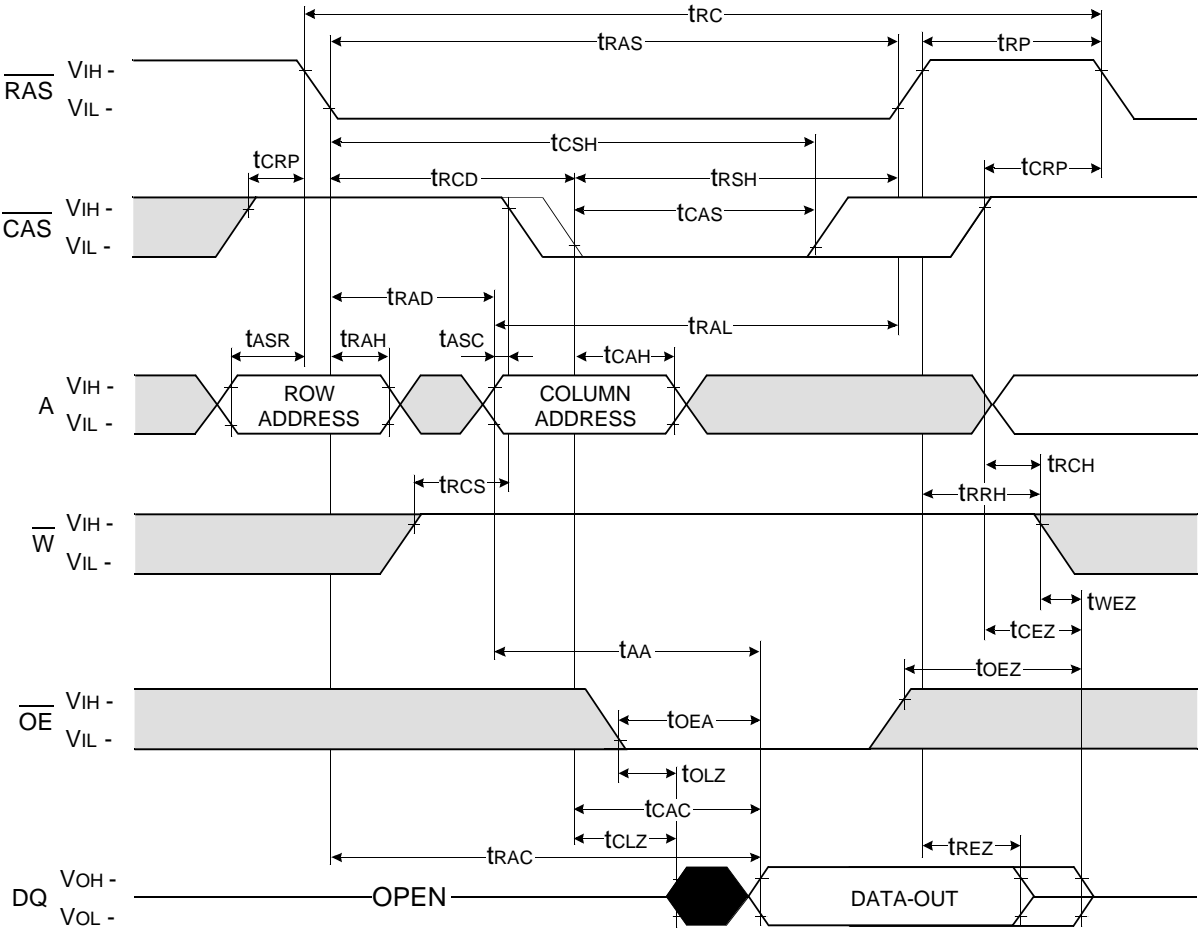 tRC
tRAS
tRP
RAS
VIH -
VIL -
tCSH
tCRP
tRCD
tRSH
tCRP
CAS
VIH -
VIL -
tCAS
tRAD
tRAL
tASR
tRAH
tASC
tCAH
A
VIH -
VIL -
ROW
ADDRESS
COLUMN
ADDRESS
tRCH
tRCS
tRRH
W
VIH -
VIL -
tWEZ
tCEZ
tAA
tOEZ
OE
VIH -
VIL -
tOEA
tOLZ
tCAC
tCLZ
tREZ
tRAC
DQ
VOH -
VOL -
OPEN
DATA-OUT